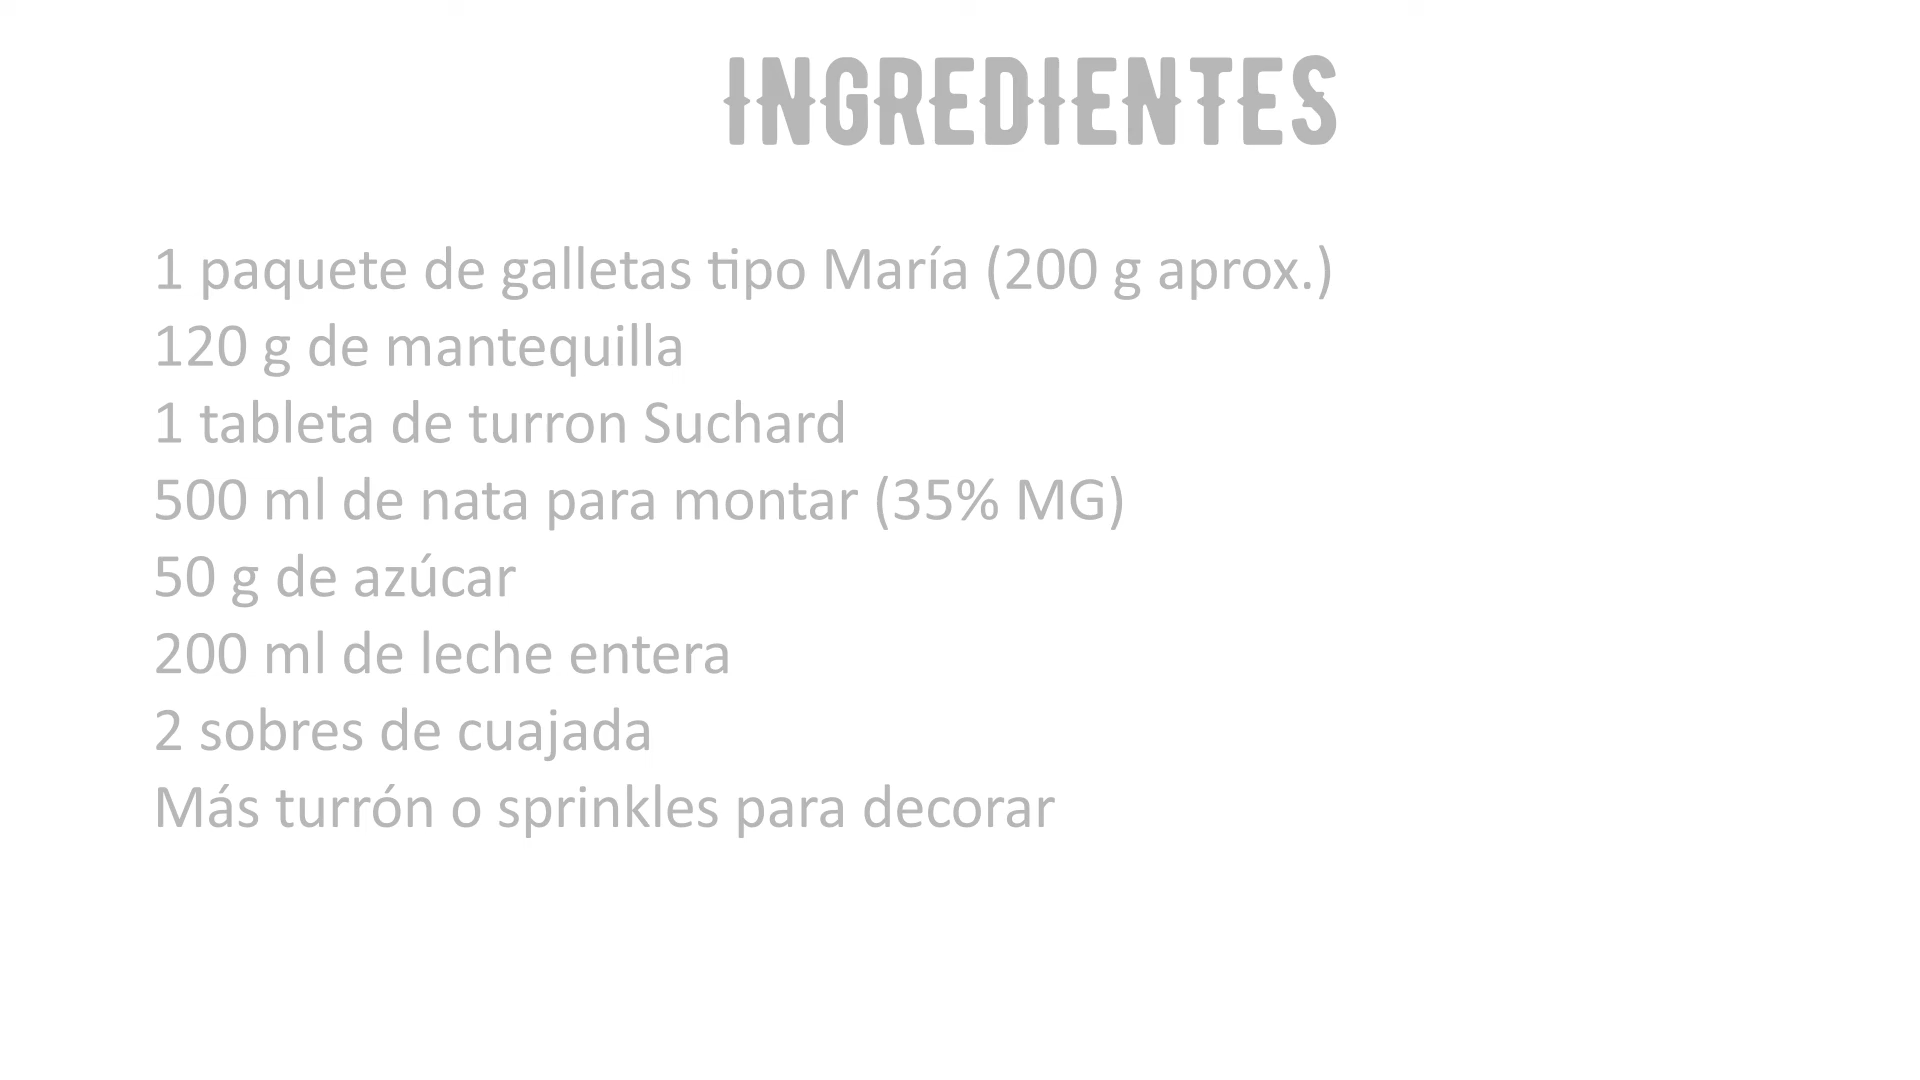 INGREDIENTES
1 paquete de galletas tipo María (200 g aprox.)
120 g de mantequilla
1 tableta de turron Suchard
500 ml de nata para montar (35% MG)
50 g de azúcar
200 ml de leche entera
2 sobres de cuajada
Más turrón o sprinkles para decorar